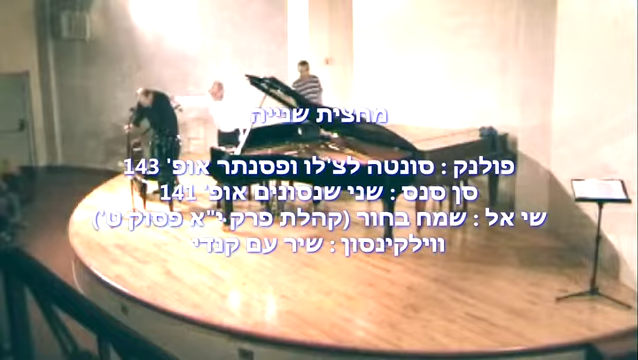 מחצית שנייה
פולנק : סונטה לצ'לו ופסנתר אופ' 143
סן סנס : שני שנסונים אופ' 141
שי אל : שמח בחור (קהלת פרק י"א פסוק ט')
ווילקינסון : שיר עם קנדי